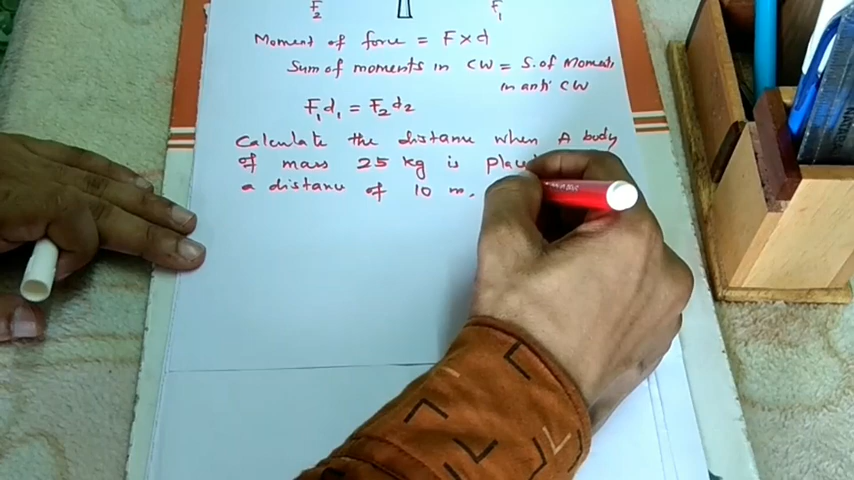 F2 F1
Moment of force = F×d
Sum of moments in CW = S. of Moments
in anti CW
F1d1 = F2d2
Calculate the distance when A body
of mass 25 kg is
a distance of 10 m.